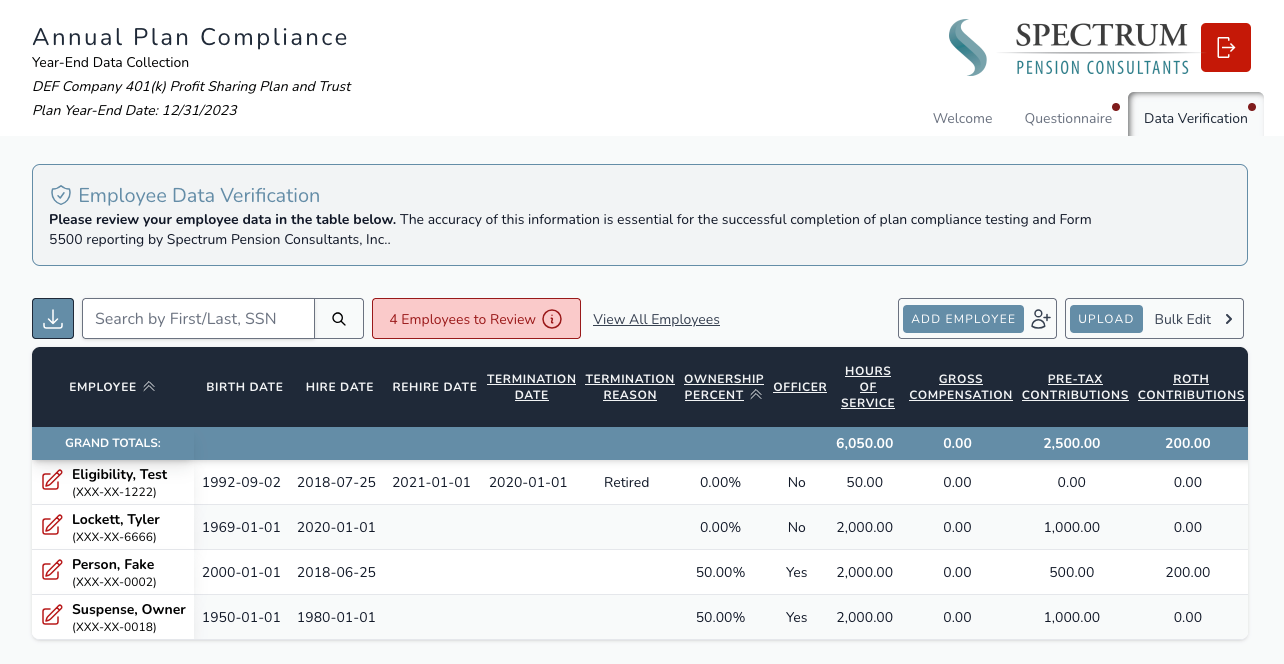 Annual Plan Compliance
Year-End Data Collection
DEF Company 401(k) Profit Sharing Plan and Trust
Plan Year-End Date: 12/31/2023
SPECTRUM
PENSION CONSULTANTS
Welcome Questionnaire Data Verification
Employee Data Verification
Please review your employee data in the table below. The accuracy of this information is essential for the successful completion of plan compliance testing and Form
5500 reporting by Spectrum Pension Consultants, Inc..
Search by First/Last, SSN 4 Employees to Review View All Employees ADD EMPLOYEE UPLOAD Bulk Edit
EMPLOYEE BIRTH DATE HIRE DATE REHIRE DATE TERMINATION DATE TERMINATION REASON OWNERSHIP PERCENT OFFICER HOURS OF SERVICE GROSS COMPENSATION PRE-TAX CONTRIBUTIONS ROTH CONTRIBUTIONS
GRAND TOTALS: 6,050.00 0.00 2,500.00 200.00
Eligibility, Test
(XXX-XX-1222) 1992-09-02 2018-07-25 2021-01-01 2020-01-01 Retired 0.00% No 50.00 0.00 0.00 0.00
Lockett, Tyler
(XXX-XX-6666) 1969-01-01 2020-01-01 0.00% No 2,000.00 0.00 1,000.00 0.00
Person, Fake
(XXX-XX-0002) 2000-01-01 2018-06-25 50.00% Yes 2,000.00 0.00 500.00 200.00
Suspense, Owner
(XXX-XX-0018) 1950-01-01 1980-01-01 50.00% Yes 2,000.00 0.00 1,000.00 0.00